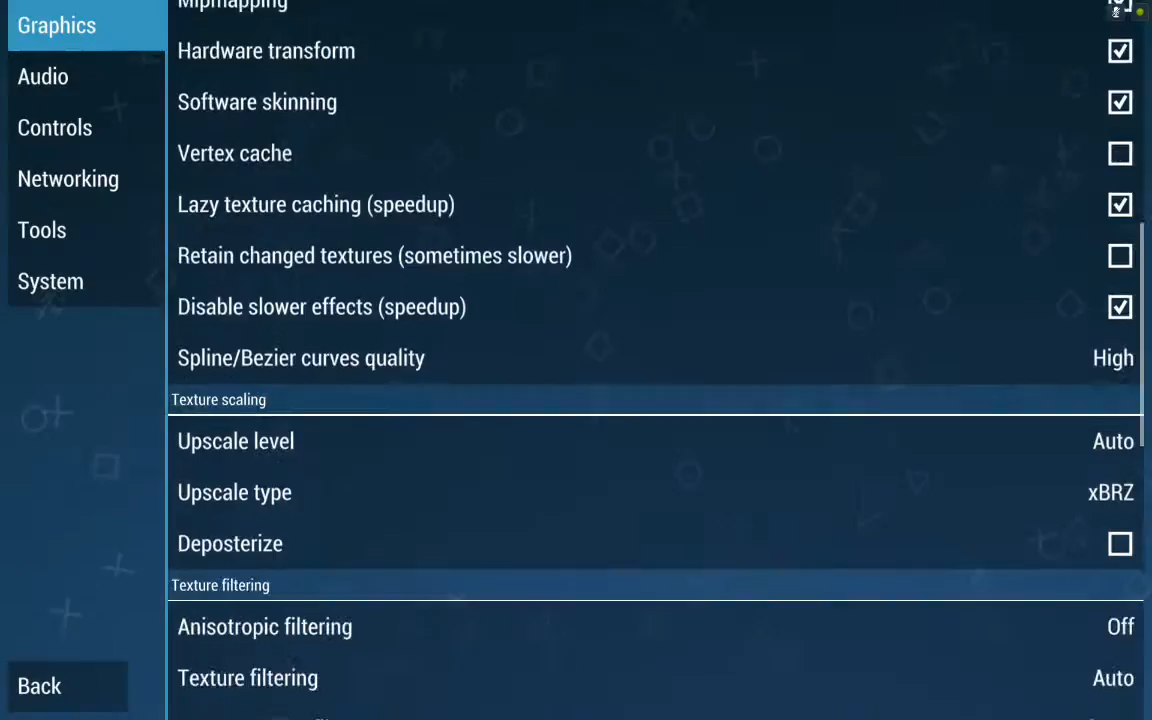 Graphics
Audio
Controls
Networking
Tools
System
Back
Mipmapping
Hardware transform
Software skinning
Vertex cache
Lazy texture caching (speedup)
Retain changed textures (sometimes slower)
Disable slower effects (speedup)
Spline/Bezier curves quality High
Texture scaling
Upscale level Auto
Upscale type xBRZ
Deposterize
Texture filtering
Anisotropic filtering Off
Texture filtering Auto